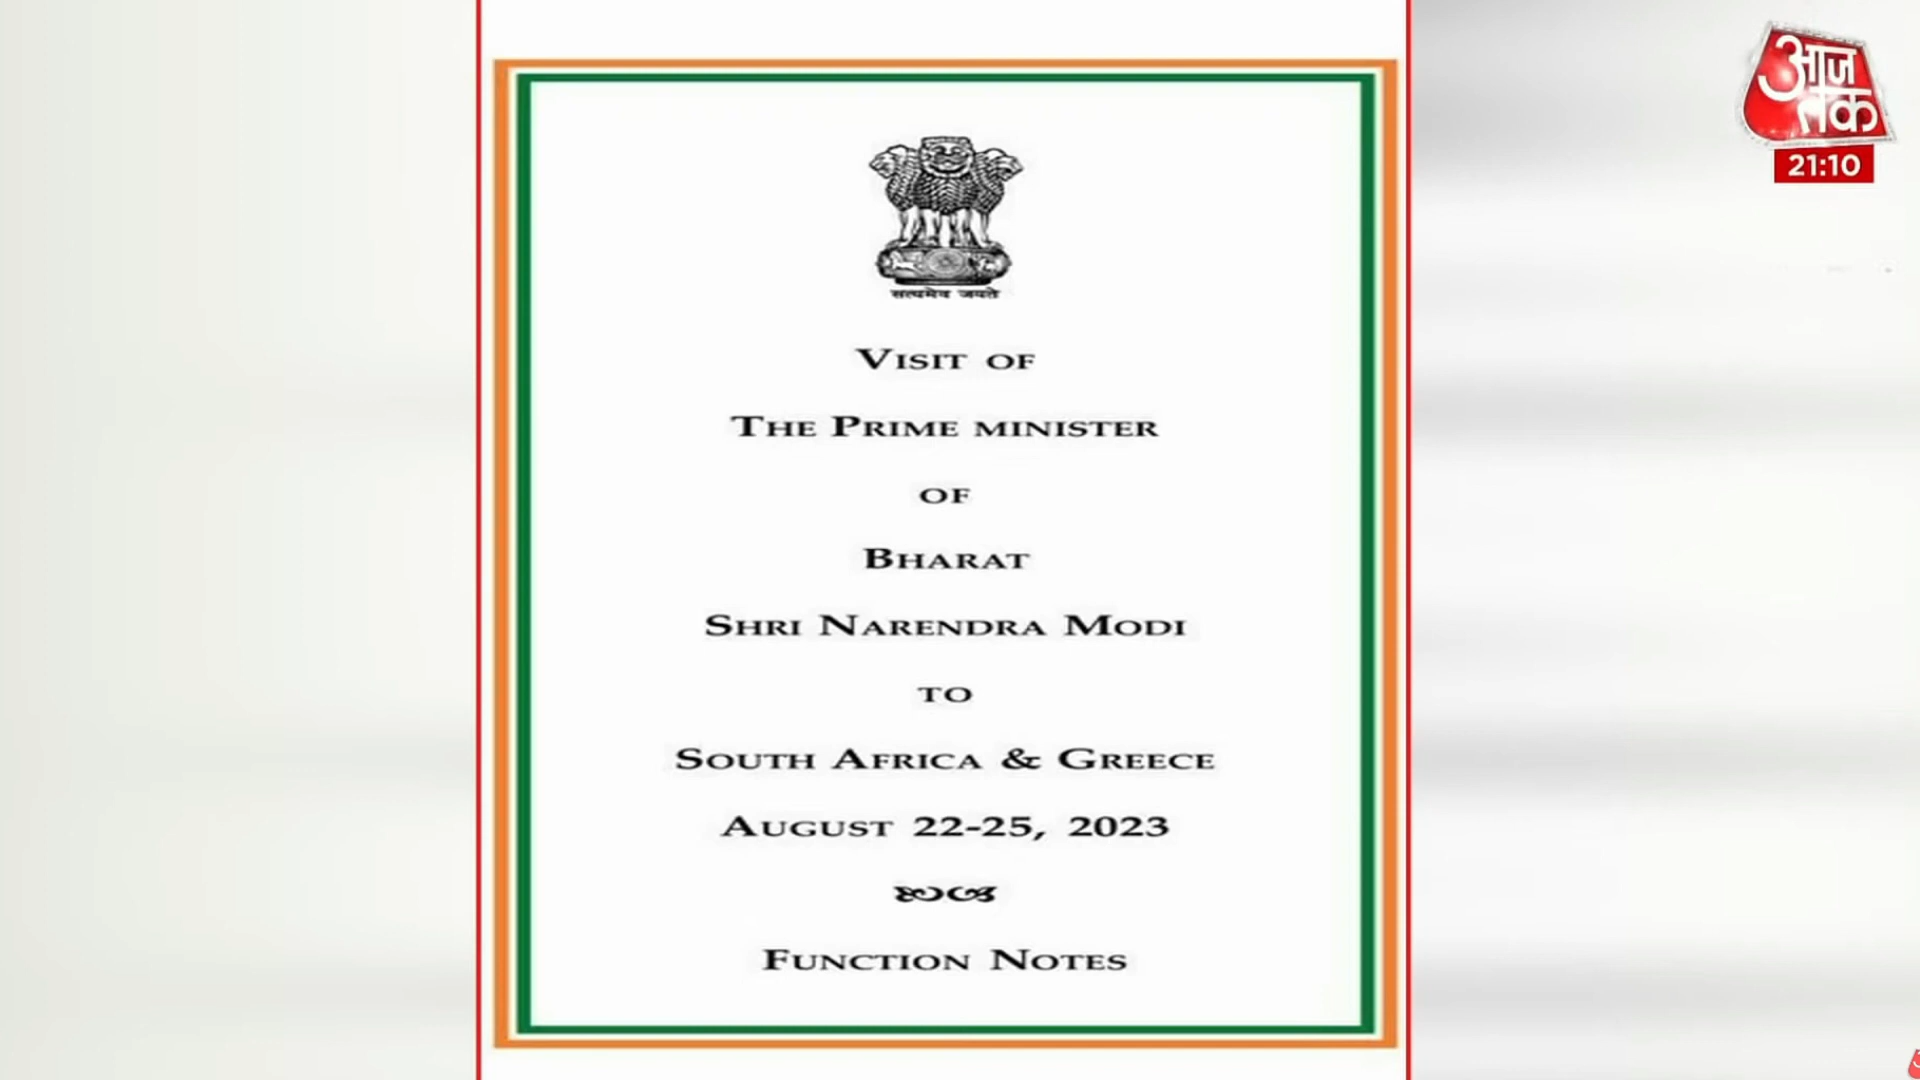 सत्यमेव जयते
VISIT OF
THE PRIME MINISTER
OF
BHARAT
SHRI NARENDRA MODI
TO
SOUTH AFRICA & GREECE
AUGUST 22-25, 2023
FUNCTION NOTES
आज
तक
21:10